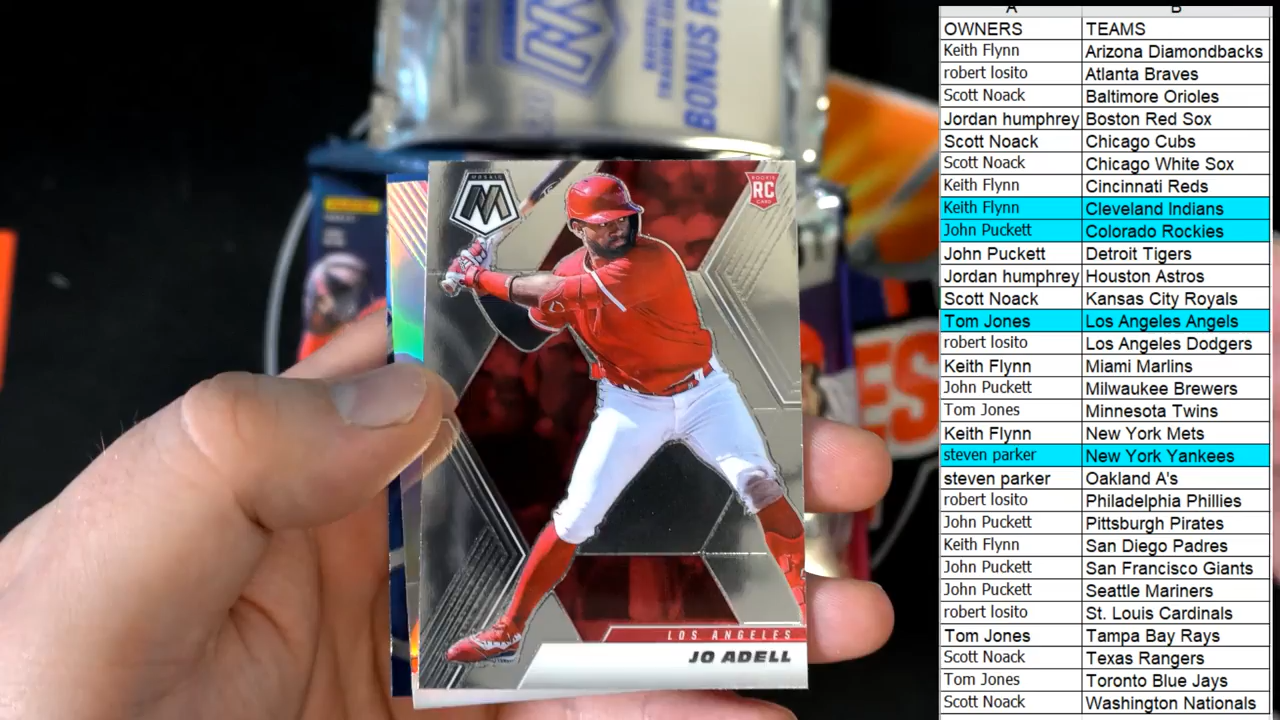 BONUS P
MOSAIC
M
ROOKIE
RC
CARD
LOS ANGELES
JO ADELL
ES
A B
OWNERS TEAMS
Keith Flynn Arizona Diamondbacks
robert losito Atlanta Braves
Scott Noack Baltimore Orioles
Jordan humphrey Boston Red Sox
Scott Noack Chicago Cubs
Scott Noack Chicago White Sox
Keith Flynn Cincinnati Reds
Keith Flynn Cleveland Indians
John Puckett Colorado Rockies
John Puckett Detroit Tigers
Jordan humphrey Houston Astros
Scott Noack Kansas City Royals
Tom Jones Los Angeles Angels
robert losito Los Angeles Dodgers
Keith Flynn Miami Marlins
John Puckett Milwaukee Brewers
Tom Jones Minnesota Twins
Keith Flynn New York Mets
steven parker New York Yankees
steven parker Oakland A's
robert losito Philadelphia Phillies
John Puckett Pittsburgh Pirates
Keith Flynn San Diego Padres
John Puckett San Francisco Giants
John Puckett Seattle Mariners
robert losito St. Louis Cardinals
Tom Jones Tampa Bay Rays
Scott Noack Texas Rangers
Tom Jones Toronto Blue Jays
Scott Noack Washington Nationals